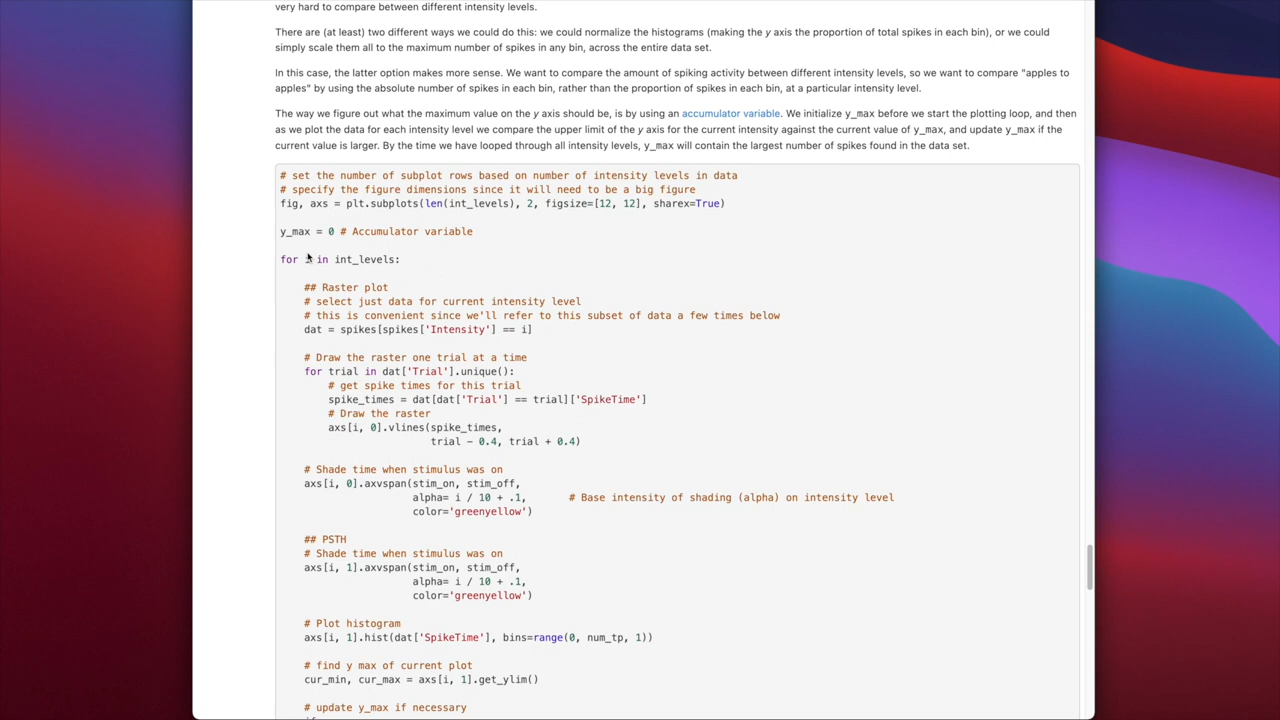 very hard to compare between different intensity levels.
There are (at least) two different ways we could do this: we could normalize the histograms (making the y axis the proportion of total spikes in each bin), or we could
simply scale them all to the maximum number of spikes in any bin, across the entire data set.
In this case, the latter option makes more sense. We want to compare the amount of spiking activity between different intensity levels, so we want to compare "apples to
apples" by using the absolute number of spikes in each bin, rather than the proportion of spikes in each bin, at a particular intensity level.
The way we figure out what the maximum value on the y axis should be, is by using an accumulator variable. We initialize y_max before we start the plotting loop, and then
as we plot the data for each intensity level we compare the upper limit of the y axis for the current intensity against the current value of y_max, and update y_max if the
current value is larger. By the time we have looped through all intensity levels, y_max will contain the largest number of spikes found in the data set.
# set the number of subplot rows based on number of intensity levels in data
# specify the figure dimensions since it will need to be a big figure
fig, axs = plt.subplots(len(int_levels), 2, figsize=[12, 12], sharex=True)
y_max = 0 # Accumulator variable
for in int_levels:
## Raster plot
# select just data for current intensity level
# this is convenient since we'll refer to this subset of data a few times below
dat = spikes[spikes['Intensity'] == i]
# Draw the raster one trial at a time
for trial in dat['Trial'].unique():
# get spike times for this trial
spike_times = dat[dat['Trial'] == trial]['SpikeTime']
# Draw the raster
axs[i, 0].vlines(spike_times,
trial - 0.4, trial + 0.4)
# Shade time when stimulus was on
axs[i, 0].axvspan(stim_on, stim_off,
alpha= i / 10 + .1, # Base intensity of shading (alpha) on intensity level
color='greenyellow')
## PSTH
# Shade time when stimulus was on
axs[i, 1].axvspan(stim_on, stim_off,
alpha= i / 10 + .1,
color='greenyellow')
# Plot histogram
axs[i, 1].hist(dat['SpikeTime'], bins=range(0, num_tp, 1))
# find y max of current plot
cur_min, cur_max = axs[i, 1].get_ylim()
# update y_max if necessary